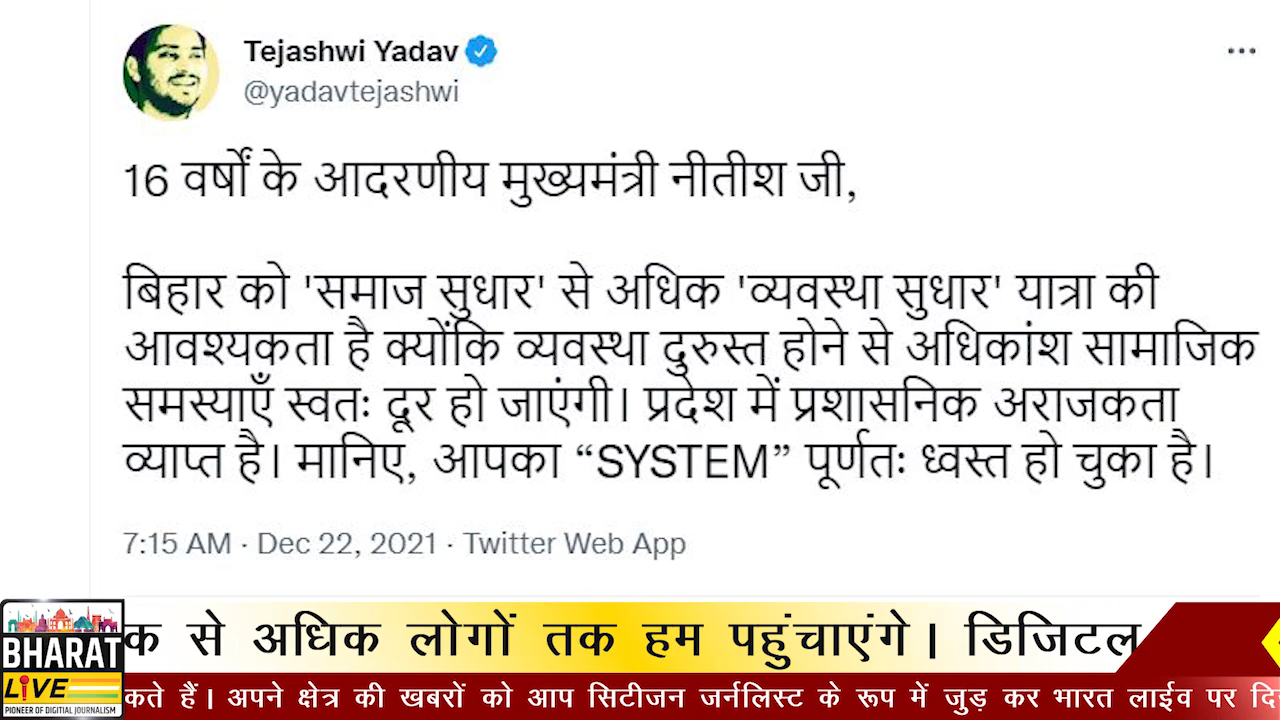 Tejashwi Yadav
@yadavtejashwi
16 वर्षों के आदरणीय मुख्यमंत्री नीतीश जी,
बिहार को 'समाज सुधार' से अधिक 'व्यवस्था सुधार' यात्रा की
आवश्यकता है क्योंकि व्यवस्था दुरुस्त होने से अधिकांश सामाजिक
समस्याएँ स्वतः दूर हो जाएंगी। प्रदेश में प्रशासनिक अराजकता
व्याप्त है। मानिए, आपका “SYSTEM” पूर्णतः ध्वस्त हो चुका है।
7:15 AM · Dec 22, 2021 · Twitter Web App
क से अधिक लोगों तक हम पहुंचाएंगे। डिजिटल
BHARAT
LIVE
PIONEER OF DIGITIAL JOURNALISM
कते हैं। अपने क्षेत्र की खबरों को आप सिटीजन जर्नलिस्ट के रूप में जुड़ कर भारत लाईव पर